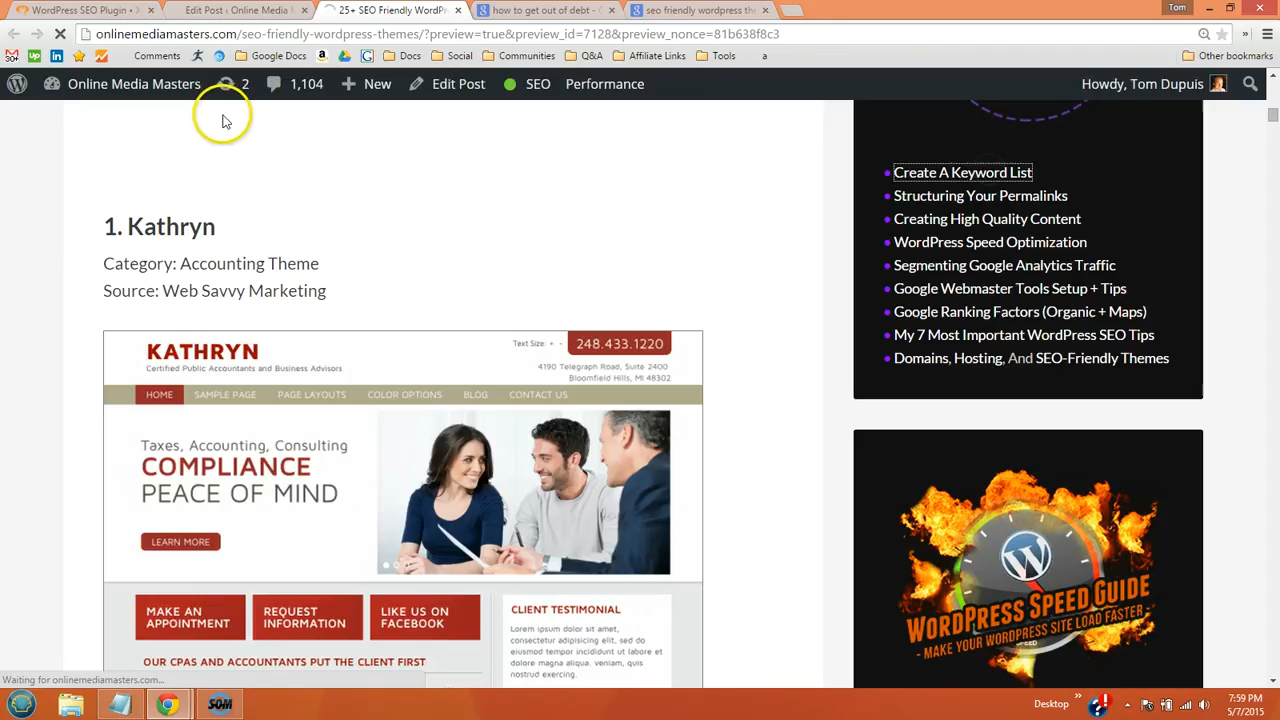 WordPress SEO Plugin •
Edit Post ‹ Online Media M
25+ SEO Friendly WordPr
how to get out of debt -
seo friendly wordpress the
Tom
onlinemediamasters.com/seo-friendly-wordpress-themes/?preview=true&preview_id=7128&preview_nonce=81b638f8c3
Comments
Google Docs
Docs
Social
Communities
Q&A
Affiliate Links
Tools
a
Other bookmarks
Online Media Masters
2
1,104
New
Edit Post
SEO
Performance
Howdy, Tom Dupuis
1. Kathryn
Category: Accounting Theme
Source: Web Savvy Marketing
KATHRYN
Certified Public Accountants and Business Advisors
Text Size: + -
248.433.1220
4190 Telegraph Road, Suite 2400
Bloomfield Hills, MI 48302
HOME SAMPLE PAGE PAGE LAYOUTS COLOR OPTIONS BLOG CONTACT US
Taxes, Accounting, Consulting
COMPLIANCE
PEACE OF MIND
LEARN MORE
MAKE AN
APPOINTMENT
REQUEST
INFORMATION
LIKE US ON
FACEBOOK
OUR CPAS AND ACCOUNTANTS PUT THE CLIENT FIRST
CLIENT TESTIMONIAL
Lorem ipsum dolor sit amet,
consectetur adipisicing elit, sed do
eiusmod tempor incididunt ut labore et
dolore magna aliqua. veniam, quis
nostrud exercing.
Create A Keyword List
Structuring Your Permalinks
Creating High Quality Content
WordPress Speed Optimization
Segmenting Google Analytics Traffic
Google Webmaster Tools Setup + Tips
Google Ranking Factors (Organic + Maps)
My 7 Most Important WordPress SEO Tips
Domains, Hosting, And SEO-Friendly Themes
WORDPRESS SPEED GUIDE
- MAKE YOUR WORDPRESS SITE LOAD FASTER -
Waiting for onlinemediamasters.com...
SOM
Desktop
7:59 PM
5/7/2015